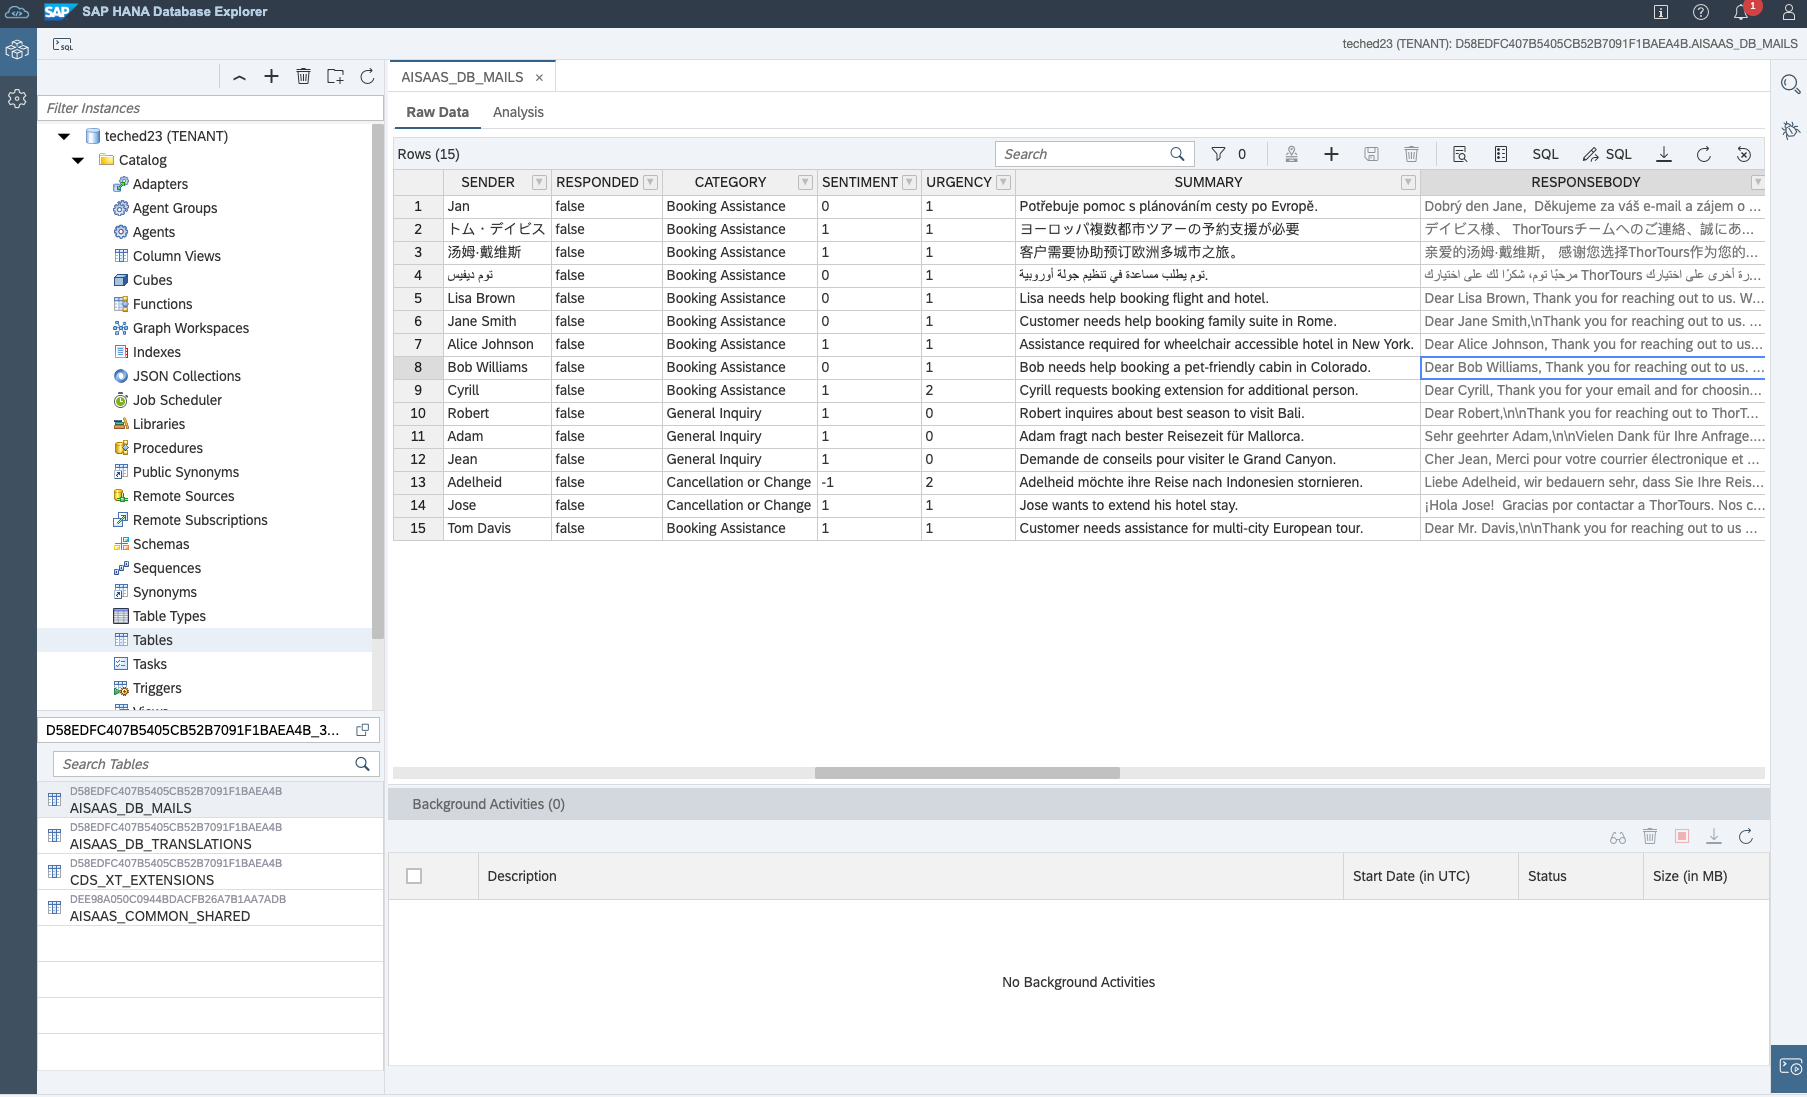 SAP SAP HANA Database Explorer
1
teched23 (TENANT): D58EDFC407B5405CB52B7091F1BAEA4B.AISAAS_DB_MAILS
Filter Instances
teched23 (TENANT)
Catalog
Adapters
Agent Groups
Agents
Column Views
Cubes
Functions
Graph Workspaces
Indexes
JSON Collections
Job Scheduler
Libraries
Procedures
Public Synonyms
Remote Sources
Remote Subscriptions
Schemas
Sequences
Synonyms
Table Types
Tables
Tasks
Triggers
Views
D58EDFC407B5405CB52B7091F1BAEA4B_3...
Search Tables
D58EDFC407B5405CB52B7091F1BAEA4B
AISAAS_DB_MAILS
D58EDFC407B5405CB52B7091F1BAEA4B
AISAAS_DB_TRANSLATIONS
D58EDFC407B5405CB52B7091F1BAEA4B
CDS_XT_EXTENSIONS
DEE98A050C0944BDACFB26A7B1AA7ADB
AISAAS_COMMON_SHARED
AISAAS_DB_MAILS ×
Raw Data Analysis
Rows (15) Search 0 SQL SQL
SENDER RESPONDED CATEGORY SENTIMENT URGENCY SUMMARY RESPONSEBODY
1 Jan false Booking Assistance 0 1 Potřebuje pomoc s plánováním cesty po Evropě. Dobrý den Jane, Děkujeme za váš e-mail a zájem o ...
2 トム・デイビス false Booking Assistance 1 1 ヨーロッパ複数都市ツアーの予約支援が必要 デイビス様、 ThorToursチームへのご連絡、誠にあ...
3 汤姆·戴维斯 false Booking Assistance 1 1 客户需要协助预订欧洲多城市之旅。 亲爱的汤姆·戴维斯， 感谢您选择ThorTours作为您的...
4 توم ديفيس false Booking Assistance 0 1 توم يطلب مساعدة في تنظيم جولة أوروبية. مرحبًا توم، شكرًا لك على اختيارك ThorTours رة أخرى على اختيارك...
5 Lisa Brown false Booking Assistance 0 1 Lisa needs help booking flight and hotel. Dear Lisa Brown, Thank you for reaching out to us. W...
6 Jane Smith false Booking Assistance 0 1 Customer needs help booking family suite in Rome. Dear Jane Smith,\nThank you for reaching out to us. ...
7 Alice Johnson false Booking Assistance 1 1 Assistance required for wheelchair accessible hotel in New York. Dear Alice Johnson, Thank you for reaching out to us...
8 Bob Williams false Booking Assistance 0 1 Bob needs help booking a pet-friendly cabin in Colorado. Dear Bob Williams, Thank you for reaching out to us. ...
9 Cyrill false Booking Assistance 1 2 Cyrill requests booking extension for additional person. Dear Cyrill, Thank you for your email and for choosin...
10 Robert false General Inquiry 1 0 Robert inquires about best season to visit Bali. Dear Robert,\n\nThank you for reaching out to ThorT...
11 Adam false General Inquiry 1 0 Adam fragt nach bester Reisezeit für Mallorca. Sehr geehrter Adam,\n\nVielen Dank für Ihre Anfrage....
12 Jean false General Inquiry 1 0 Demande de conseils pour visiter le Grand Canyon. Cher Jean, Merci pour votre courrier électronique et ...
13 Adelheid false Cancellation or Change -1 2 Adelheid möchte ihre Reise nach Indonesien stornieren. Liebe Adelheid, wir bedauern sehr, dass Sie Ihre Reis...
14 Jose false Cancellation or Change 1 1 Jose wants to extend his hotel stay. ¡Hola Jose! Gracias por contactar a ThorTours. Nos c...
15 Tom Davis false Booking Assistance 1 1 Customer needs assistance for multi-city European tour. Dear Mr. Davis,\n\nThank you for reaching out to us ...
Background Activities (0)
Description Start Date (in UTC) Status Size (in MB)
No Background Activities